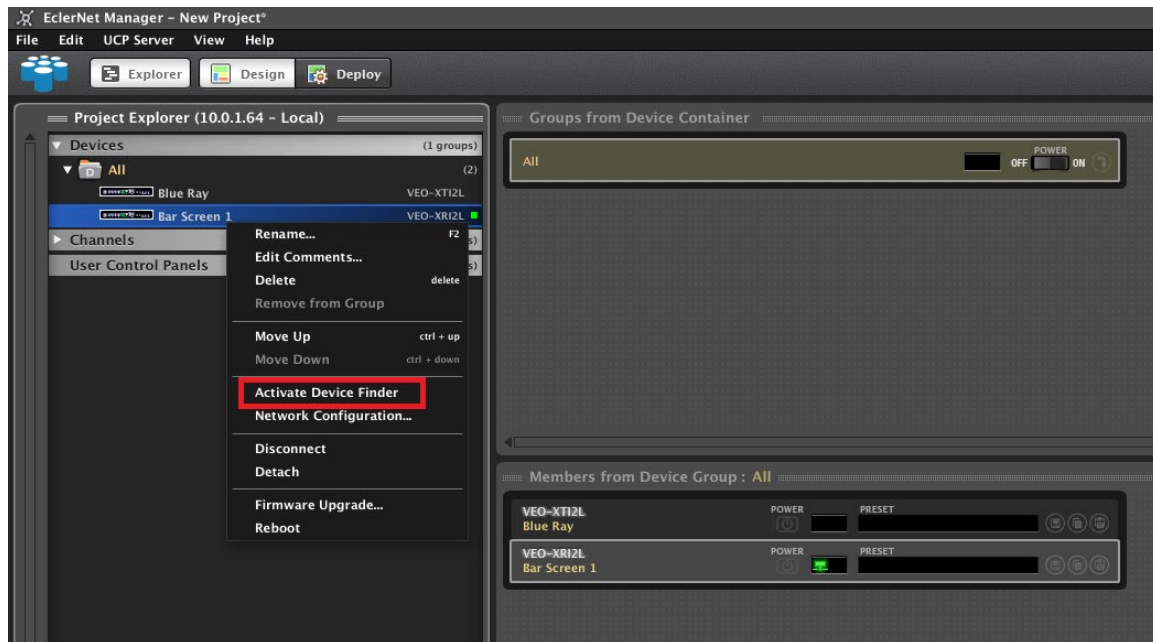 EclerNet Manager – New Project*
File Edit UCP Server View Help
Explorer Design Deploy
Project Explorer (10.0.1.64 – Local)
Devices (1 groups)
D All (2)
Blue Ray VEO-XTI2L
Bar Screen 1 VEO-XRI2L
Channels s)
User Control Panels s)
Rename... F2
Edit Comments...
Delete delete
Remove from Group
Move Up ctrl + up
Move Down ctrl + down
Activate Device Finder
Network Configuration...
Disconnect
Detach
Firmware Upgrade...
Reboot
Groups from Device Container
All
POWER
OFF ON
Members from Device Group : All
VEO-XTI2L POWER PRESET
Blue Ray
VEO-XRI2L POWER PRESET
Bar Screen 1